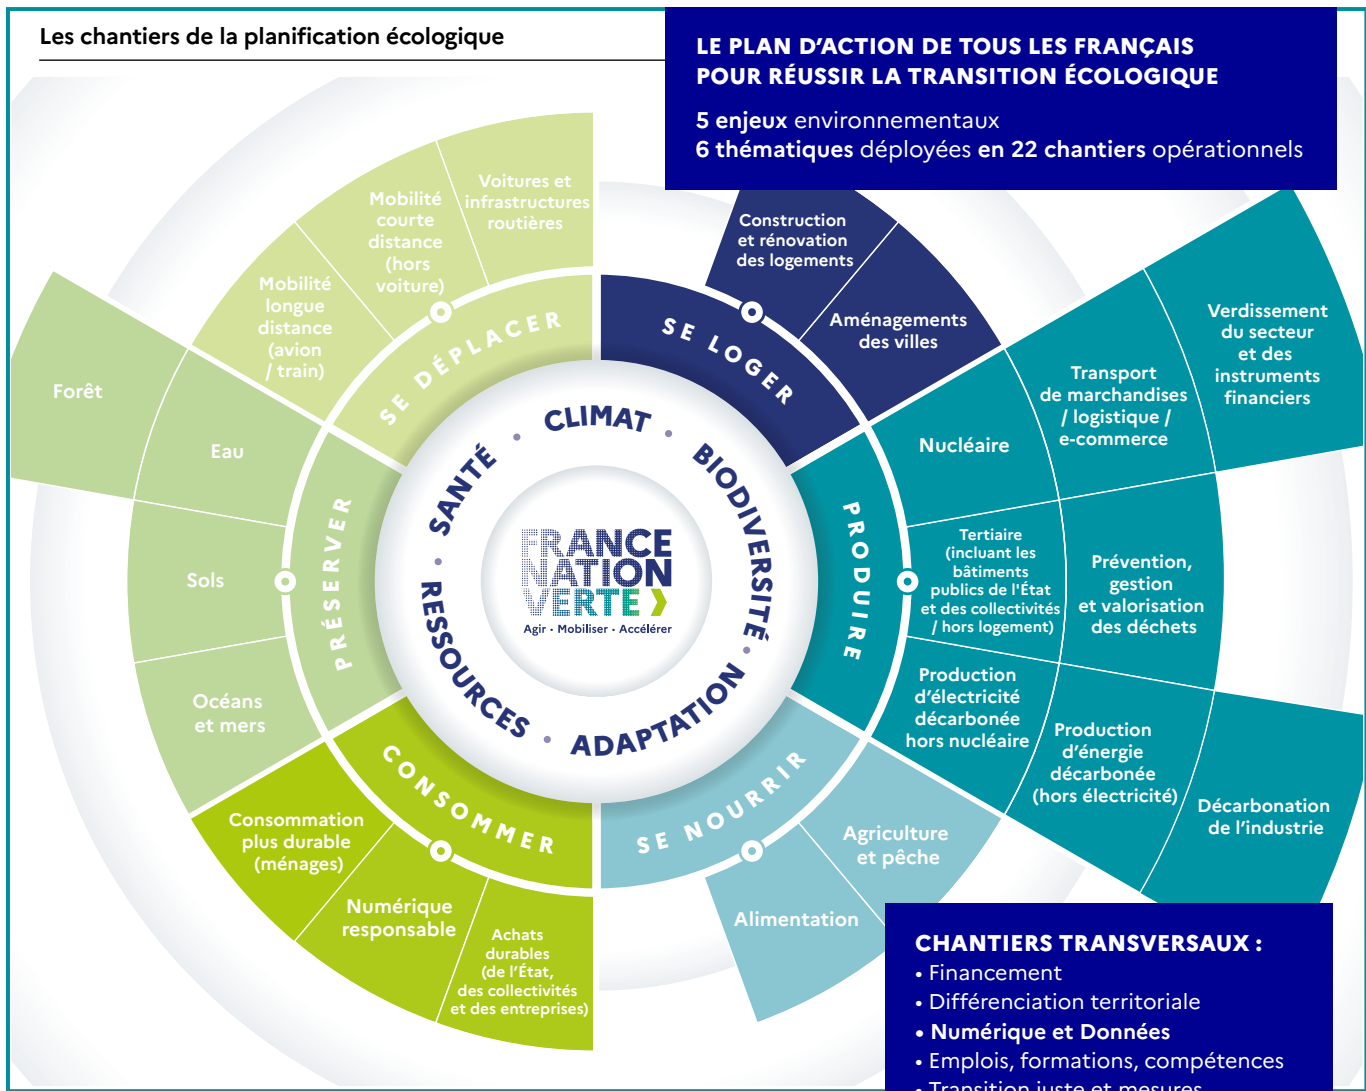 Les chantiers de la planification écologique
LE PLAN D’ACTION DE TOUS LES FRANÇAIS
POUR RÉUSSIR LA TRANSITION ÉCOLOGIQUE
5 enjeux environnementaux
6 thématiques déployées en 22 chantiers opérationnels
SE DÉPLACER
Mobilité
longue
distance
(avion
/ train)
Mobilité
courte
distance
(hors
voiture)
Voitures et
infrastructures
routières
SE LOGER
Construction
et rénovation
des logements
Aménagements
des villes
PRODUIRE
Nucléaire
Transport
de marchandises
/ logistique /
e-commerce
Verdissement
du secteur
et des
instruments
financiers
Tertiaire
(incluant les
bâtiments
publics de l'État
et des collectivités
/ hors logement)
Prévention,
gestion
et valorisation
des déchets
Production
d’électricité
décarbonée
hors nucléaire
Production
d’énergie
décarbonée
(hors électricité)
Décarbonation
de l’industrie
SE NOURRIR
Agriculture
et pêche
Alimentation
CONSOMMER
Consommation
plus durable
(ménages)
Numérique
responsable
Achats
durables
(de l’État,
des collectivités
et des entreprises)
PRÉSERVER
Forêt
Eau
Sols
Océans
et mers
SANTÉ • CLIMAT • BIODIVERSITÉ • ADAPTATION • RESSOURCES •
FRANCE
NATION
VERTE
Agir · Mobiliser · Accélérer
CHANTIERS TRANSVERSAUX :
• Financement
• Différenciation territoriale
• Numérique et Données
• Emplois, formations, compétences
• Transition juste et mesures